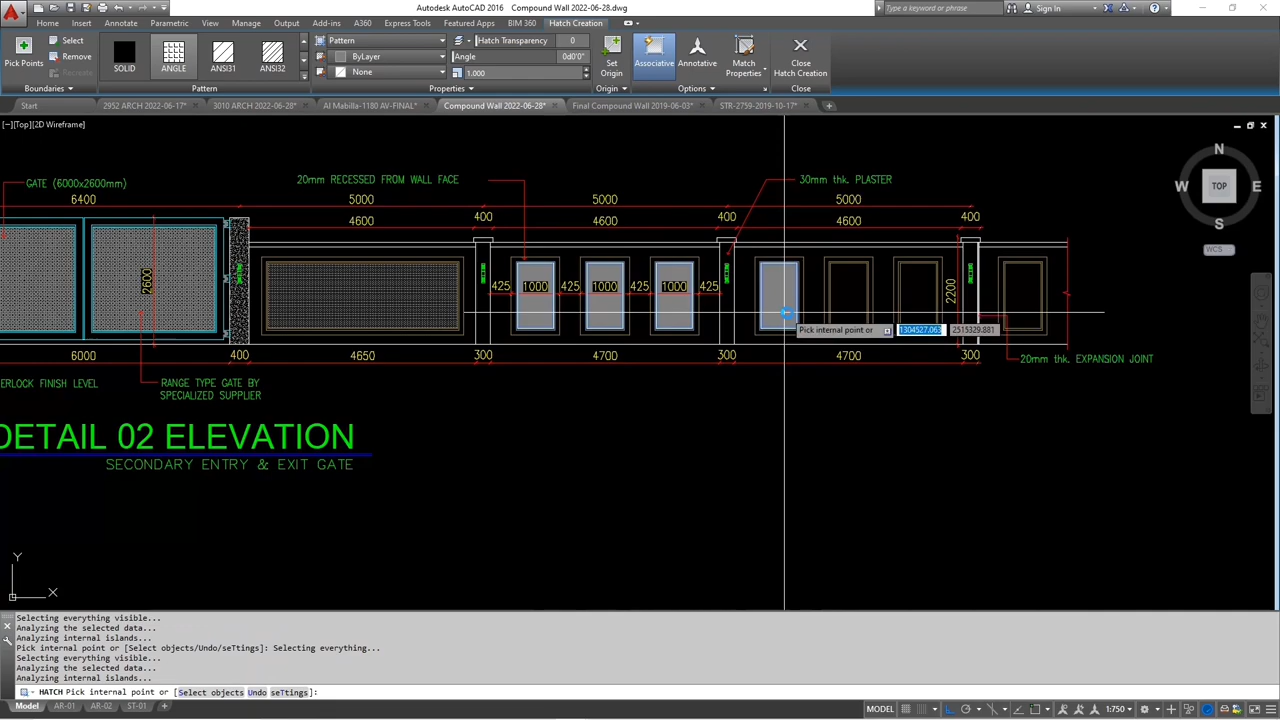 Autodesk AutoCAD 2016   Compound Wall 2022-06-28.dwg
Type a keyword or phrase
Sign In
Home Insert Annotate Parametric View Manage Output Add-ins A360 Express Tools Featured Apps BIM 360 Hatch Creation
Pick Points
Select
Remove
Recreate
SOLID
ANGLE
ANSI31
ANSI32
Pattern
ByLayer
None
Hatch Transparency 0
Angle 0d0'0"
1.000
Set Origin
Associative
Annotative
Match Properties
Close Hatch Creation
Boundaries Pattern Properties Origin Options Close
Start 2952 ARCH 2022-06-17* 3010 ARCH 2022-06-28* Al Mabilla-1180 AV-FINAL* Compound Wall 2022-06-28* Final Compound Wall 2019-06-03* STR-2759-2019-10-17*
[−][Top][2D Wireframe]
N
W TOP E
S
WCS
GATE (6000x2600mm)
20mm RECESSED FROM WALL FACE
30mm thk. PLASTER
6400 5000 5000 5000
4600 400 4600 400 4600 400
2600
425 1000 425 1000 425 1000 425
2200
Pick internal point or 1304527.063 2515329.881
6000 400 4650 300 4700 300 4700 300
20mm thk. EXPANSION JOINT
ERLOCK FINISH LEVEL
RANGE TYPE GATE BY
SPECIALIZED SUPPLIER
DETAIL 02 ELEVATION
SECONDARY ENTRY & EXIT GATE
Y
X
Selecting everything visible...
Analyzing the selected data...
Analyzing internal islands...
Pick internal point or [Select objects/Undo/seTtings]: Selecting everything...
Selecting everything visible...
Analyzing the selected data...
Analyzing internal islands...
HATCH Pick internal point or [Select objects Undo seTtings]:
Model AR-01 AR-02 ST-01
MODEL
1:750